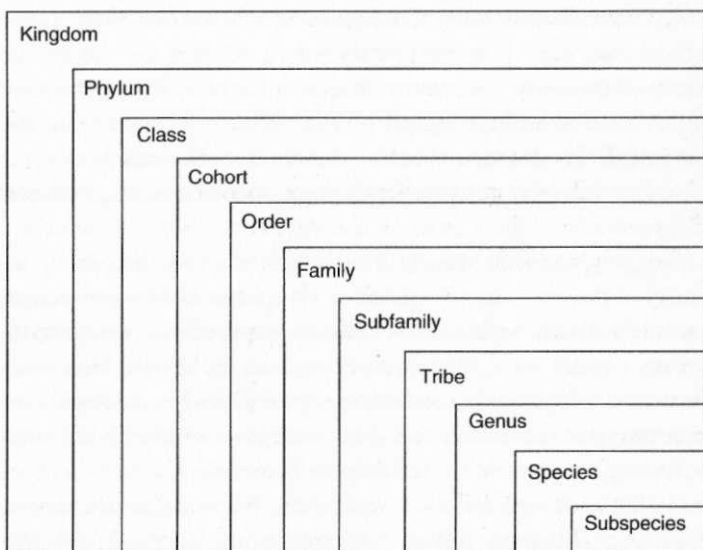 Kingdom
Phylum
Class
Cohort
Order
Family
Subfamily
Tribe
Genus
Species
Subspecies